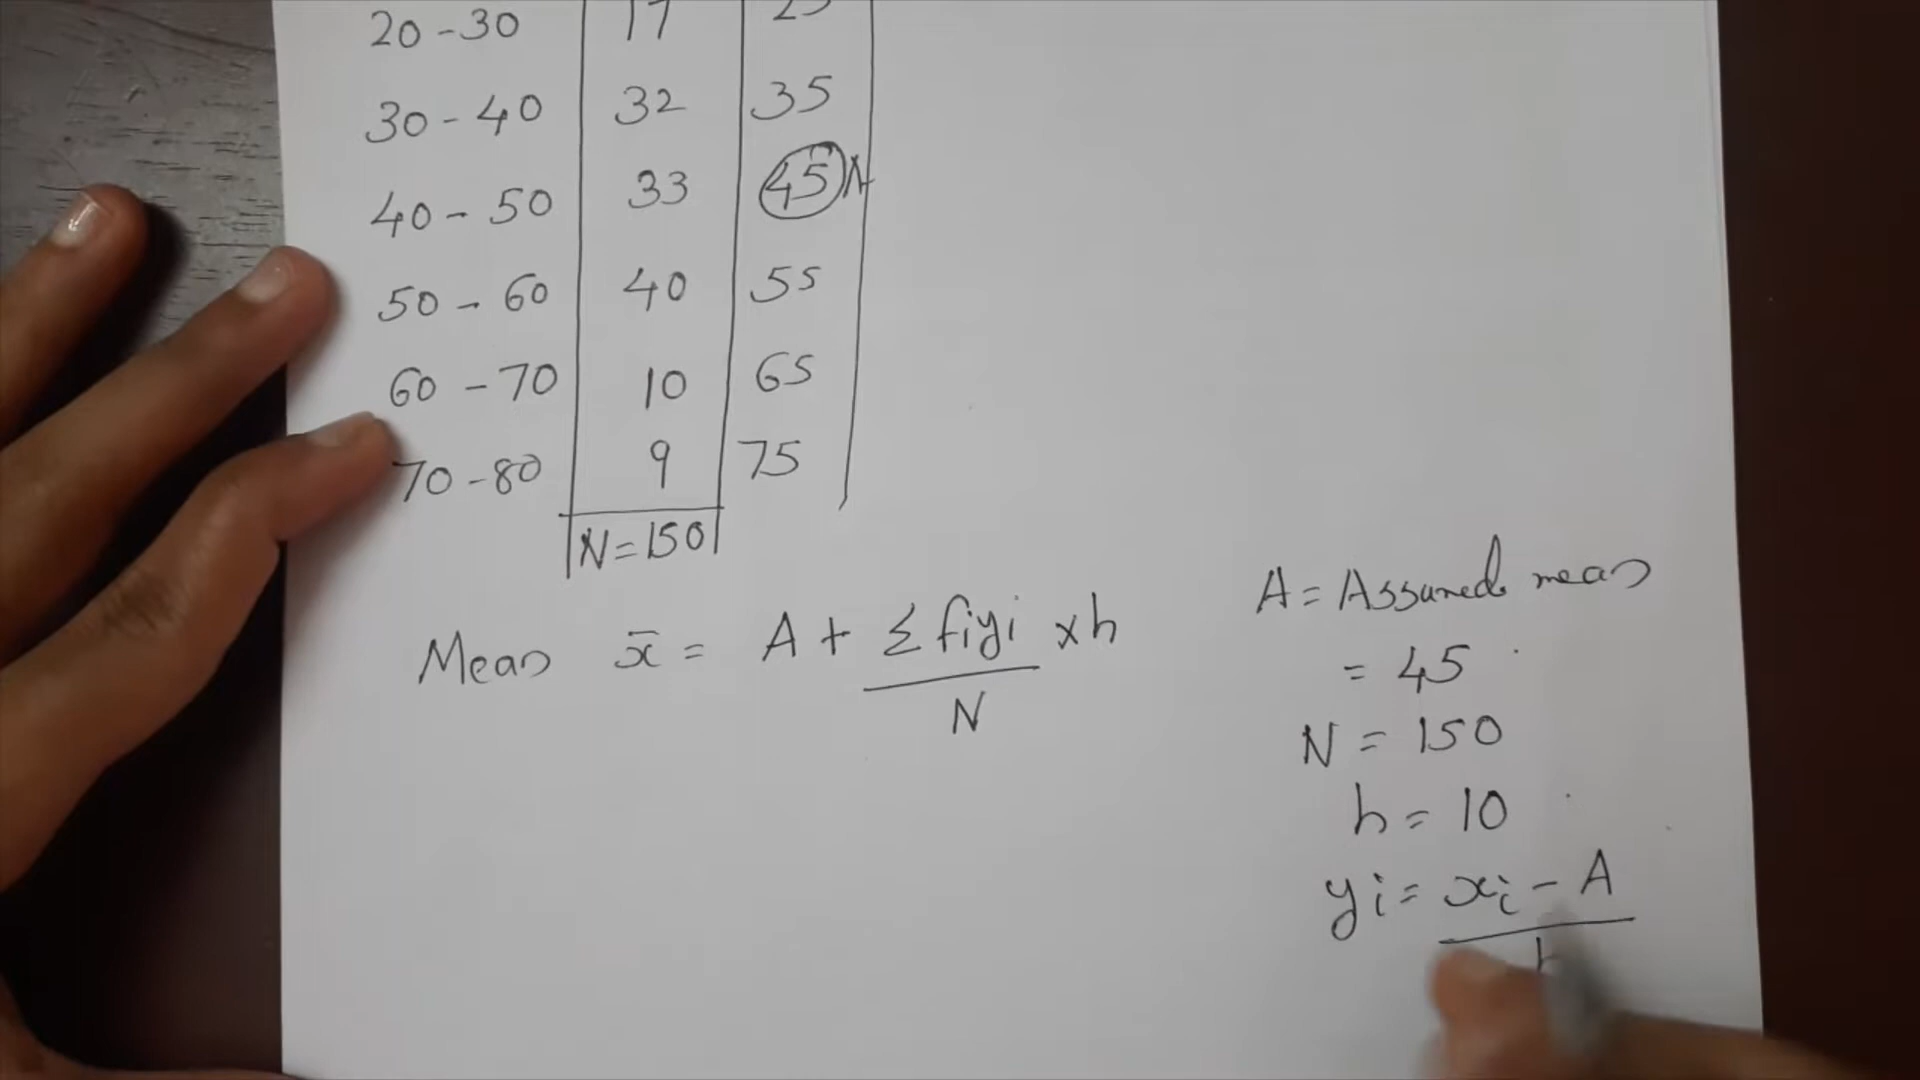 20-30 17 25
30-40 32 35
40-50 33 45 A
50-60 40 55
60-70 10 65
70-80 9 75
N=150
Mean x̄ = A + Σfiyi × h
N
A = Assumed mean
= 45
N = 150
h = 10
yi = xi - A
h